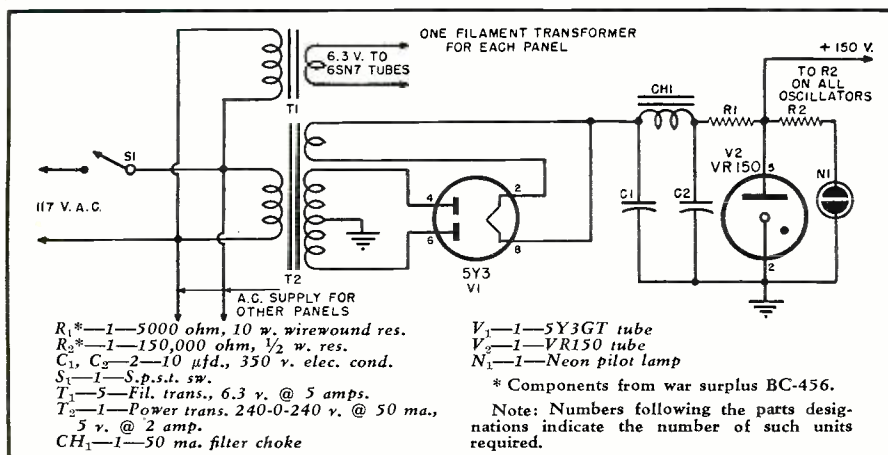 ONE FILAMENT TRANSFORMER
FOR EACH PANEL
6.3 V. TO
6SN7 TUBES
T1
+ 150 V.
TO R2
ON ALL
OSCILLATORS
CH1
R1
R2
S1
V2
VR150
5
N1
117 V. A.C.
4
2
C1
C2
6
8
2
5Y3
V1
T2
A.C. SUPPLY FOR
OTHER PANELS
R₁*—1—5000 ohm, 10 w. wirewound res.
R₂*—1—150,000 ohm, 1/2 w. res.
C₁, C₂—2—10 µfd., 350 v. elec. cond.
S₁—1—S.p.s.t. sw.
T₁—5—Fil. trans., 6.3 v. @ 5 amps.
T₂—1—Power trans. 240-0-240 v. @ 50 ma.,
5 v. @ 2 amp.
CH₁—1—50 ma. filter choke
V₁—1—5Y3GT tube
V₂—1—VR150 tube
N₁—1—Neon pilot lamp
* Components from war surplus BC-456.
Note: Numbers following the parts desig-
nations indicate the number of such units
required.